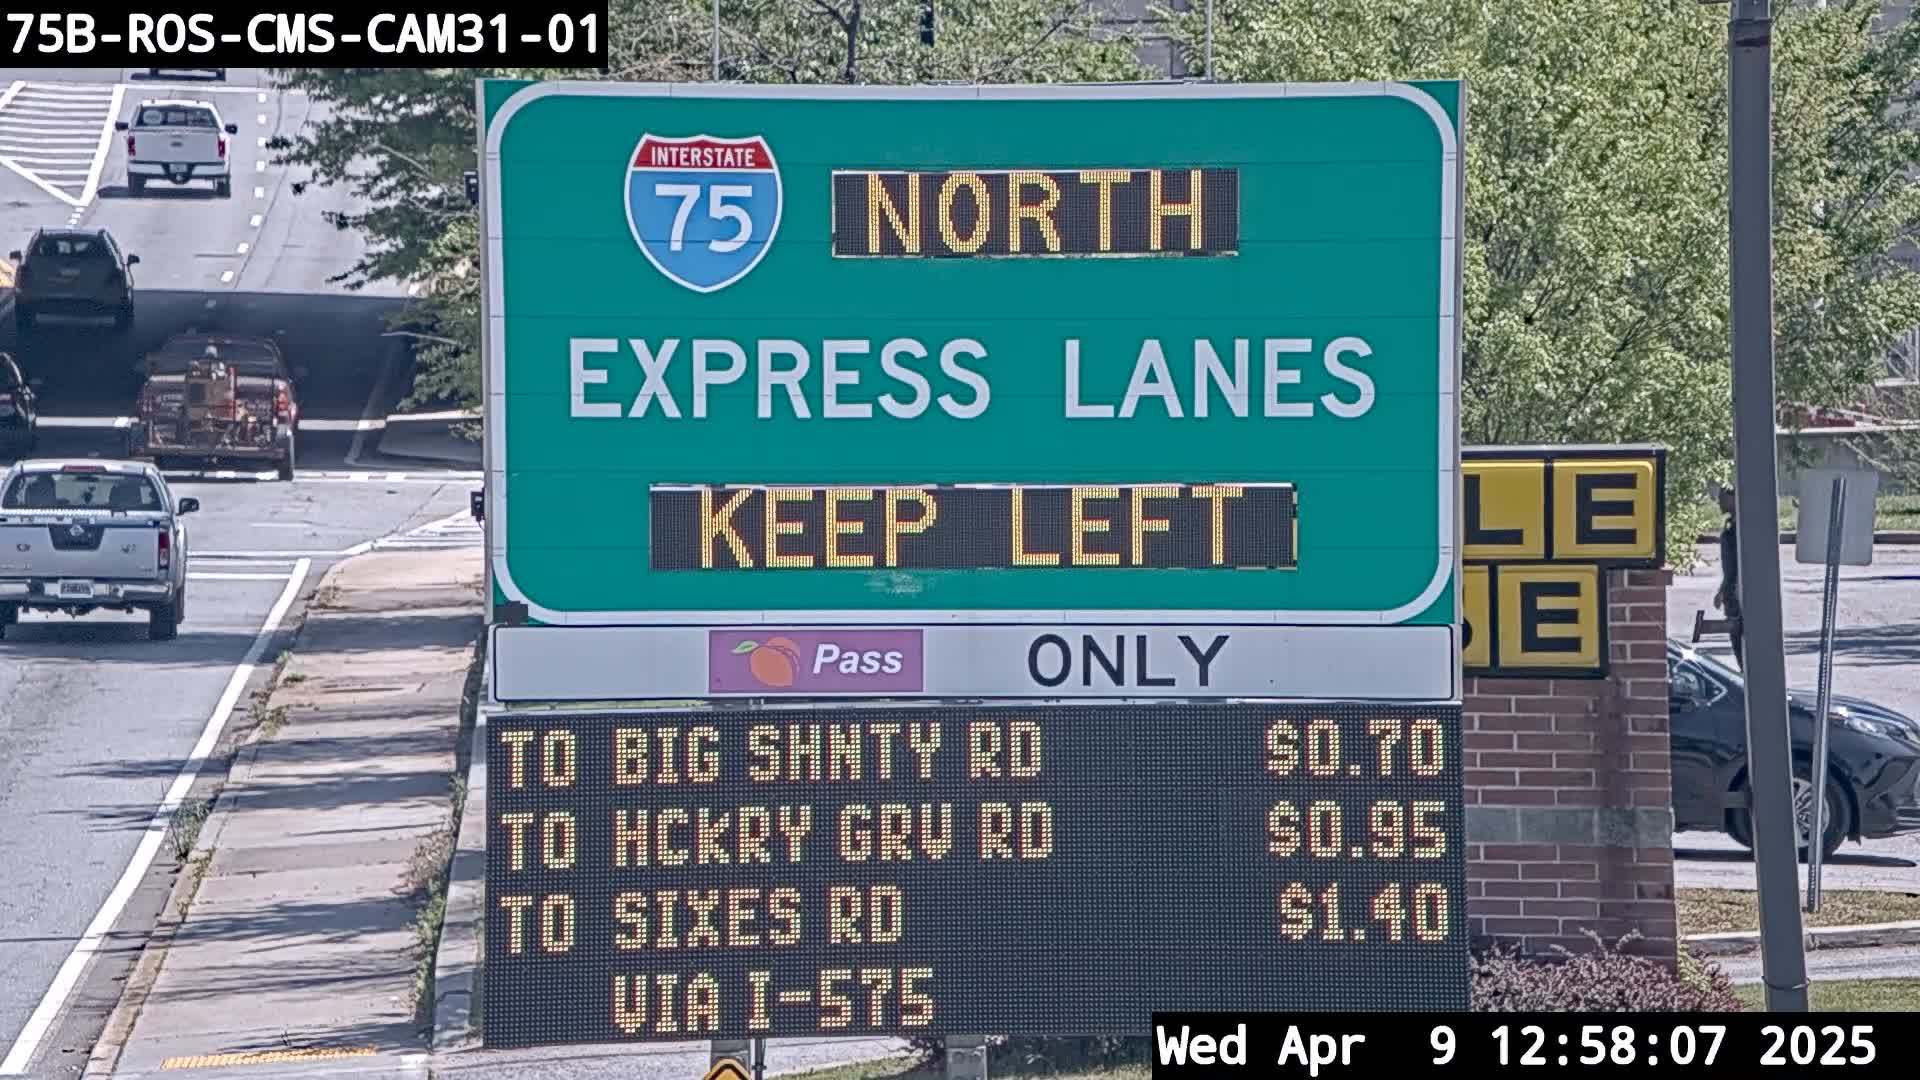 75B-ROS-CMS-CAM31-01
INTERSTATE
75
NORTH
EXPRESS LANES
KEEP LEFT
Pass ONLY
TO BIG SHNTY RD $0.70
TO HCKRY GRV RD $0.95
TO SIXES RD $1.40
VIA I-575
LE
E
Wed Apr 9 12:58:07 2025